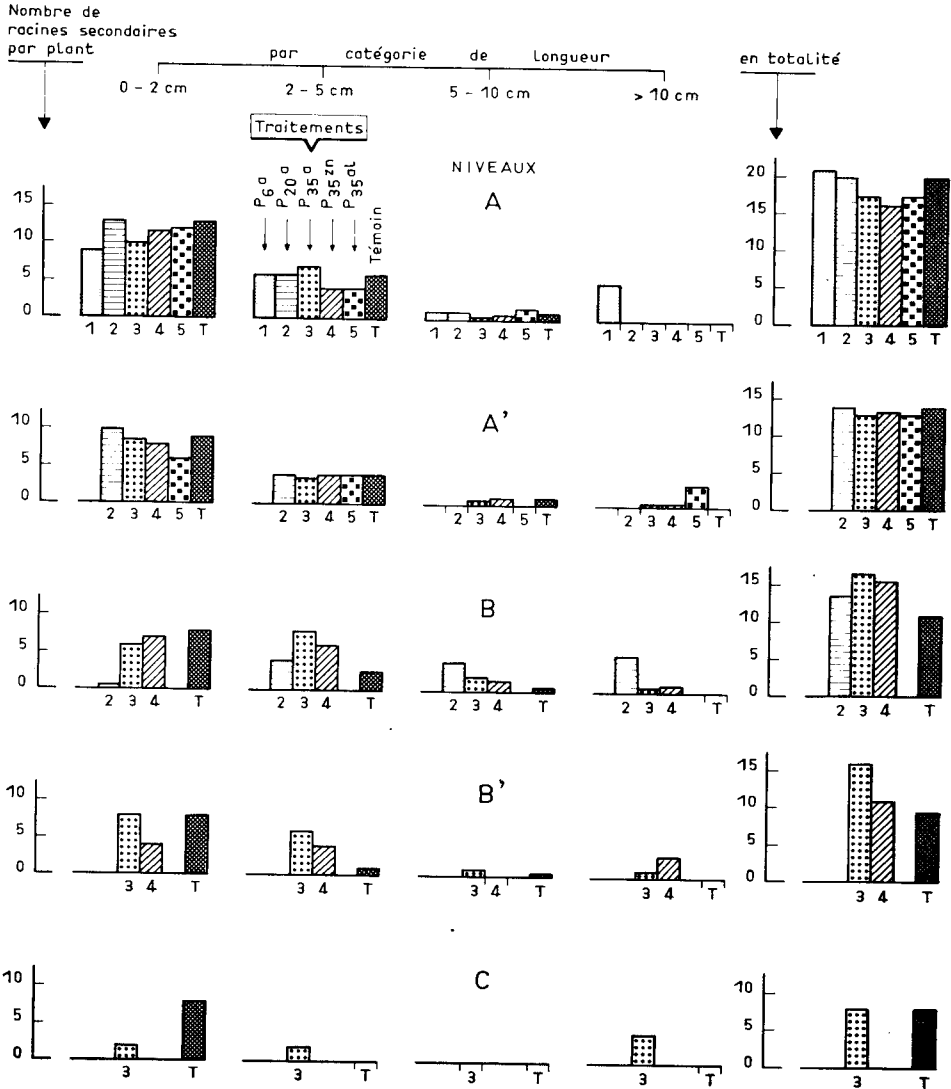 Nombre de
racines secondaires
par plant
par catégorie de longueur
en totalité
0 - 2 cm
2 - 5 cm
5 - 10 cm
> 10 cm
Traitements
P6a P20a P35a P35zn P35al Témoin
NIVEAUX
A
15
10
5
0
20
15
10
5
0
1 2 3 4 5 T
1 2 3 4 5 T
1 2 3 4 5 T
1 2 3 4 5 T
1 2 3 4 5 T
A'
10
5
0
15
10
5
0
2 3 4 5 T
2 3 4 5 T
2 3 4 5 T
2 3 4 5 T
2 3 4 5 T
B
10
5
0
15
10
5
0
2 3 4 T
2 3 4 T
2 3 4 T
2 3 4 T
2 3 4 T
B'
10
5
0
15
10
5
0
3 4 T
3 4 T
3 4 T
3 4 T
3 4 T
C
10
5
0
10
5
0
3 T
3 T
3 T
3 T
3 T